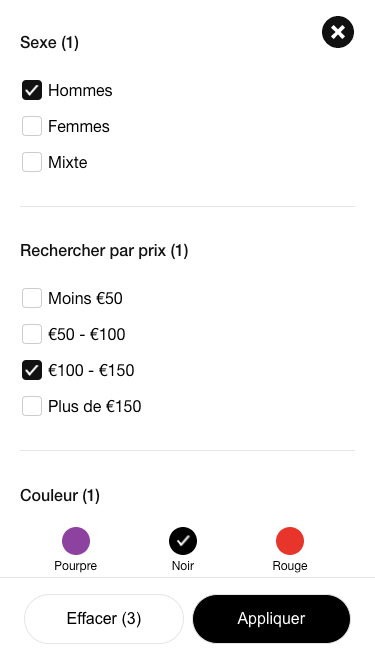 Sexe (1)
Hommes
Femmes
Mixte
Rechercher par prix (1)
Moins €50
€50 - €100
€100 - €150
Plus de €150
Couleur (1)
Pourpre Noir Rouge
Effacer (3) Appliquer